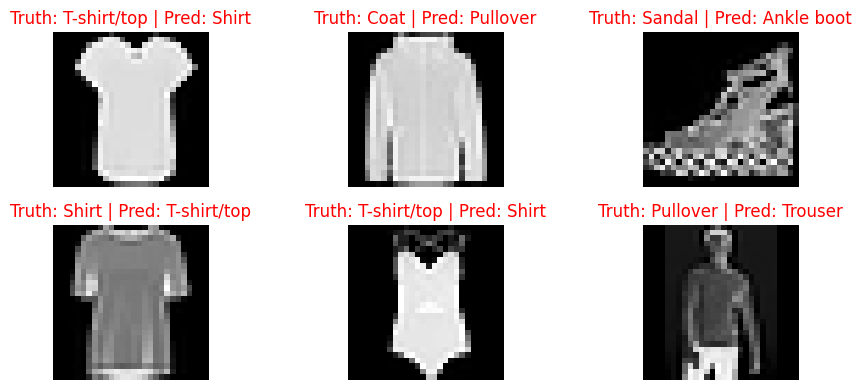 Truth: T-shirt/top | Pred: Shirt
Truth: Coat | Pred: Pullover
Truth: Sandal | Pred: Ankle boot
Truth: Shirt | Pred: T-shirt/top
Truth: T-shirt/top | Pred: Shirt
Truth: Pullover | Pred: Trouser